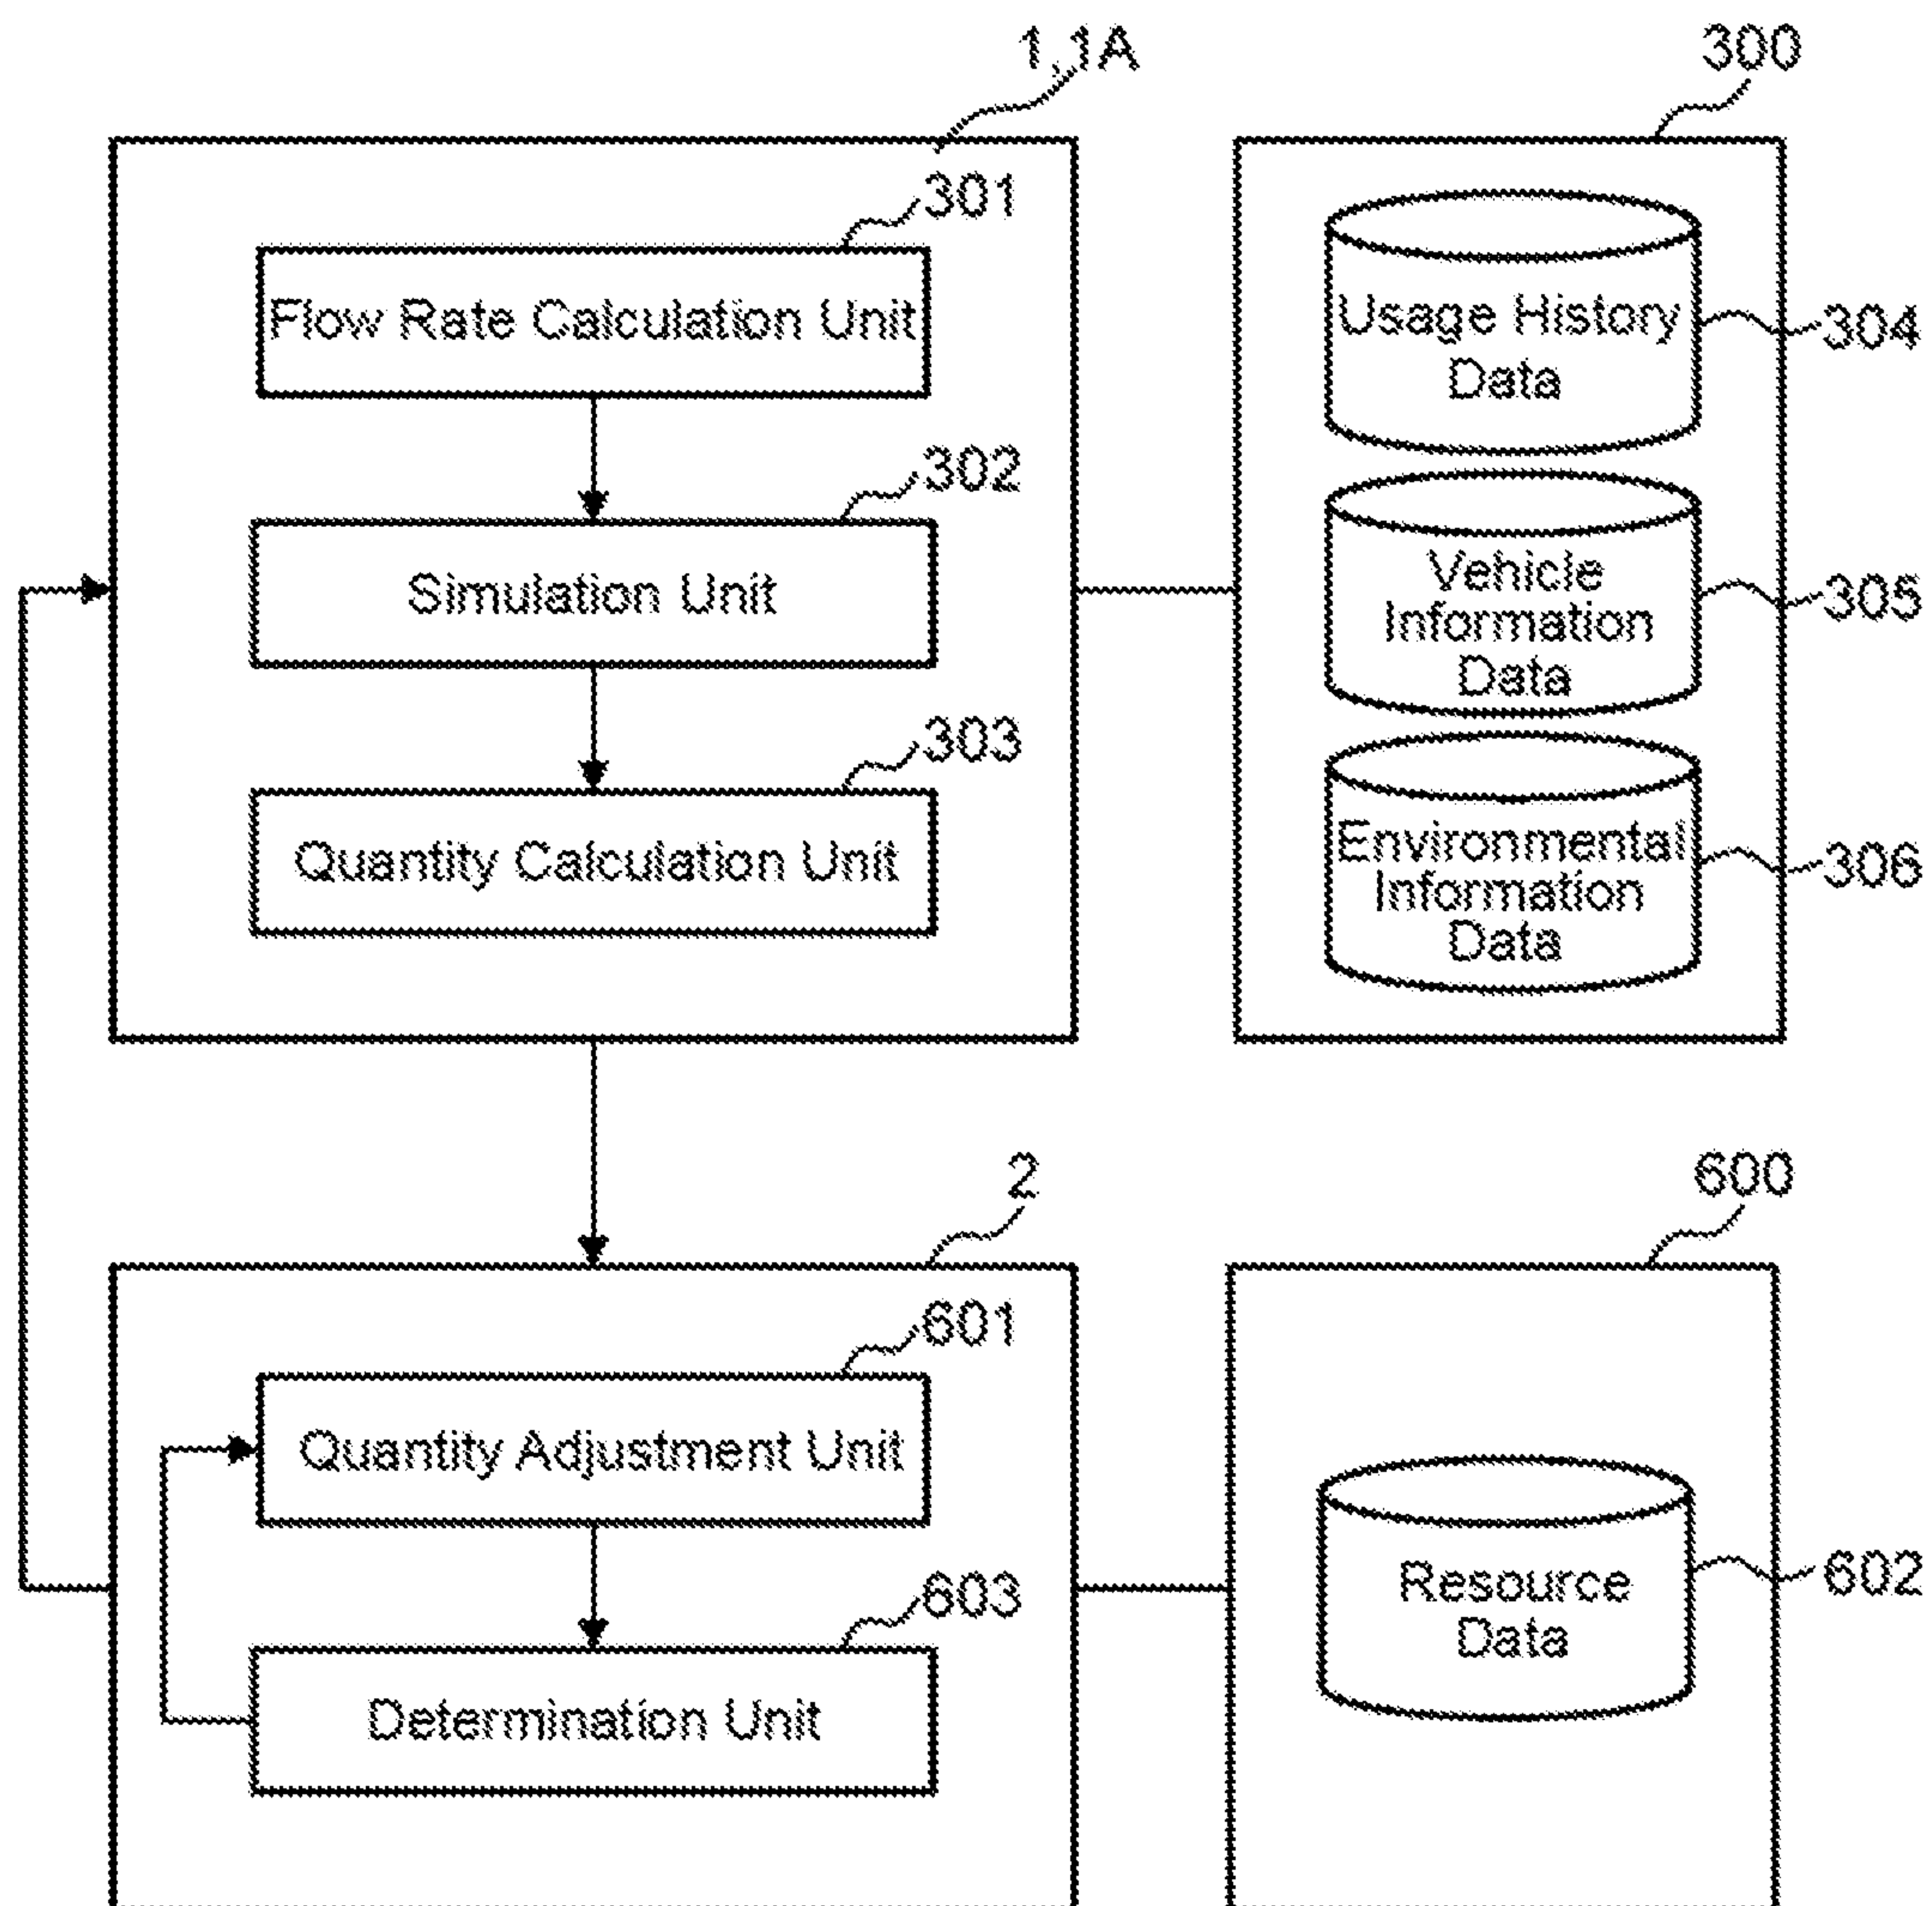 1,1A
300
301
Flow Rate Calculation Unit
302
Simulation Unit
303
Quantity Calculation Unit
Usage History
Data
304
Vehicle
Information
Data
305
Environmental
Information
Data
306
2
600
601
Quantity Adjustment Unit
603
Determination Unit
Resource
Data
602